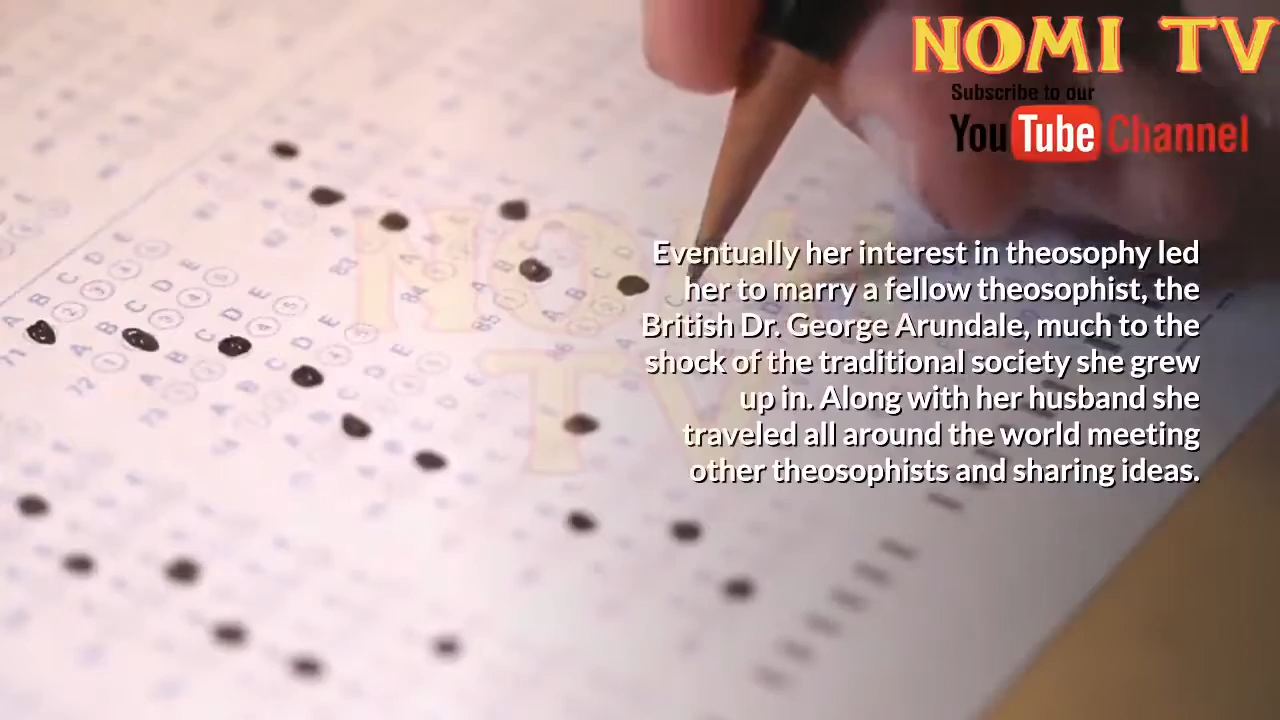 NOMI TV
Subscribe to our
YouTube Channel
NOMI
TV
Eventually her interest in theosophy led
her to marry a fellow theosophist, the
British Dr. George Arundale, much to the
shock of the traditional society she grew
up in. Along with her husband she
traveled all around the world meeting
other theosophists and sharing ideas.